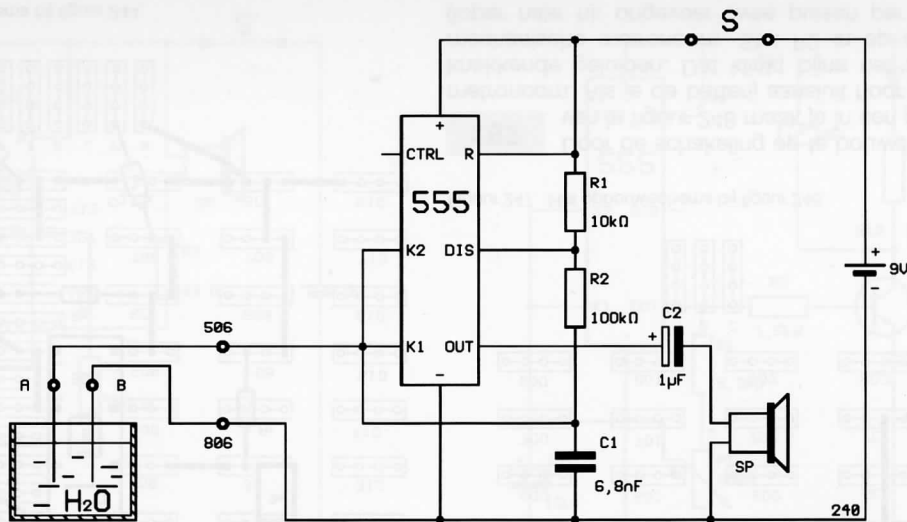 S
+
CTRL R
555
R1
10kΩ
K2 DIS
R2
100kΩ
+
9V
-
506
C2
+
K1 OUT
1µF
A B
-
806
C1
6,8nF
SP
H₂O
240